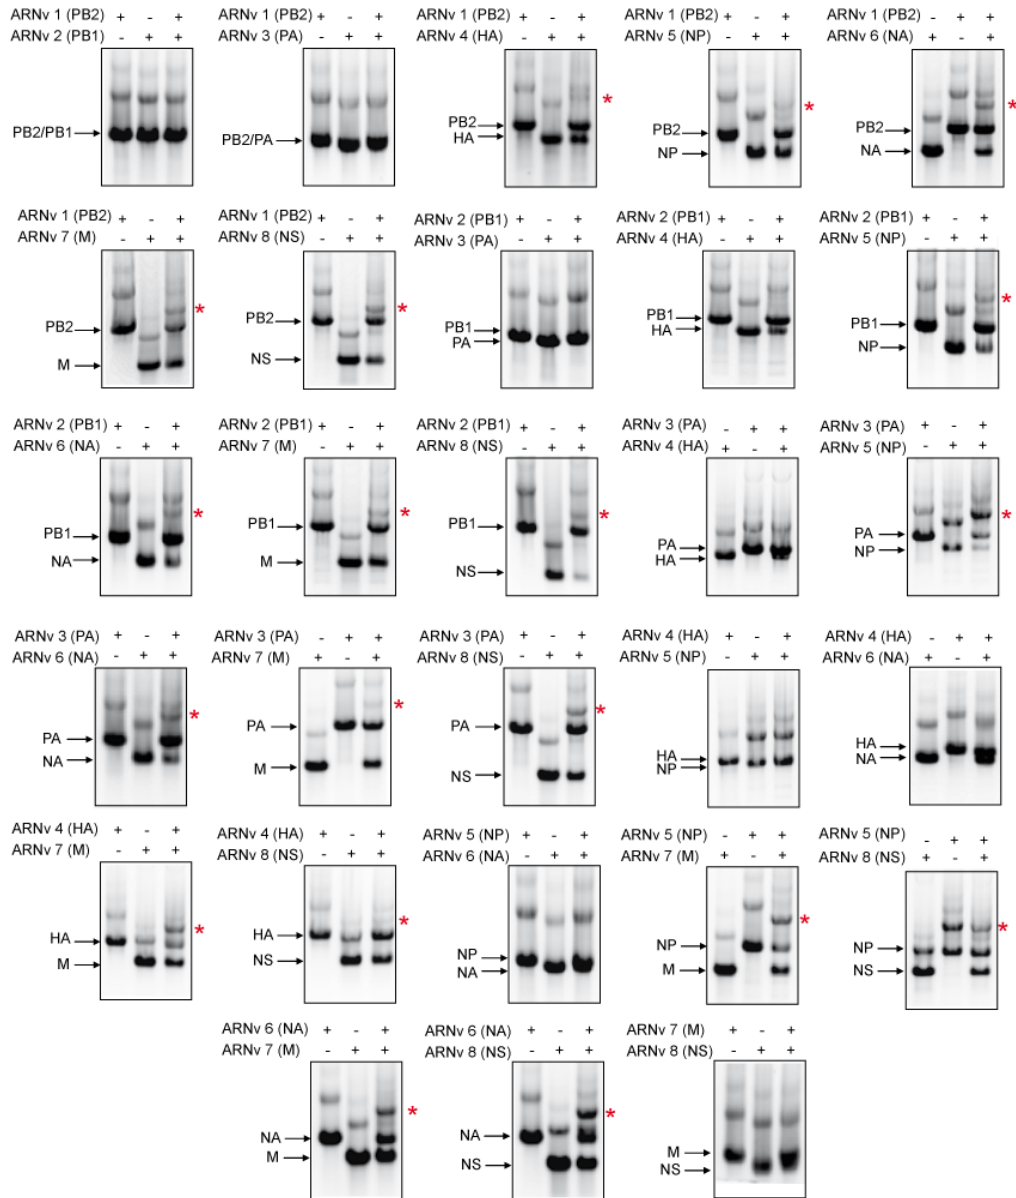 ARNv 1 (PB2) + - +
ARNv 2 (PB1) - + +
PB2/PB1
ARNv 1 (PB2) + - +
ARNv 3 (PA) - + +
PB2/PA
ARNv 1 (PB2) + - +
ARNv 4 (HA) - + +
*
PB2
HA
ARNv 1 (PB2) + - +
ARNv 5 (NP) - + +
*
PB2
NP
ARNv 1 (PB2) - + +
ARNv 6 (NA) + - +
*
PB2
NA
ARNv 1 (PB2) + - +
ARNv 7 (M) - + +
*
PB2
M
ARNv 1 (PB2) + - +
ARNv 8 (NS) - + +
*
PB2
NS
ARNv 2 (PB1) + - +
ARNv 3 (PA) - + +
PB1
PA
ARNv 2 (PB1) + - +
ARNv 4 (HA) - + +
PB1
HA
ARNv 2 (PB1) + - +
ARNv 5 (NP) - + +
*
PB1
NP
ARNv 2 (PB1) + - +
ARNv 6 (NA) - + +
*
PB1
NA
ARNv 2 (PB1) + - +
ARNv 7 (M) - + +
*
PB1
M
ARNv 2 (PB1) + - +
ARNv 8 (NS) - + +
*
PB1
NS
ARNv 3 (PA) - + +
ARNv 4 (HA) + - +
PA
HA
ARNv 3 (PA) + - +
ARNv 5 (NP) - + +
*
PA
NP
ARNv 3 (PA) + - +
ARNv 6 (NA) - + +
*
PA
NA
ARNv 3 (PA) - + +
ARNv 7 (M) + - +
*
PA
M
ARNv 3 (PA) + - +
ARNv 8 (NS) - + +
*
PA
NS
ARNv 4 (HA) + - +
ARNv 5 (NP) - + +
HA
NP
ARNv 4 (HA) - + +
ARNv 6 (NA) + - +
HA
NA
ARNv 4 (HA) + - +
ARNv 7 (M) - + +
*
HA
M
ARNv 4 (HA) + - +
ARNv 8 (NS) - + +
*
HA
NS
ARNv 5 (NP) + - +
ARNv 6 (NA) - + +
NP
NA
ARNv 5 (NP) - + +
ARNv 7 (M) + - +
*
NP
M
ARNv 5 (NP) - + +
ARNv 8 (NS) + - +
*
NP
NS
ARNv 6 (NA) + - +
ARNv 7 (M) - + +
*
NA
M
ARNv 6 (NA) + - +
ARNv 8 (NS) - + +
*
NA
NS
ARNv 7 (M) + - +
ARNv 8 (NS) - + +
M
NS